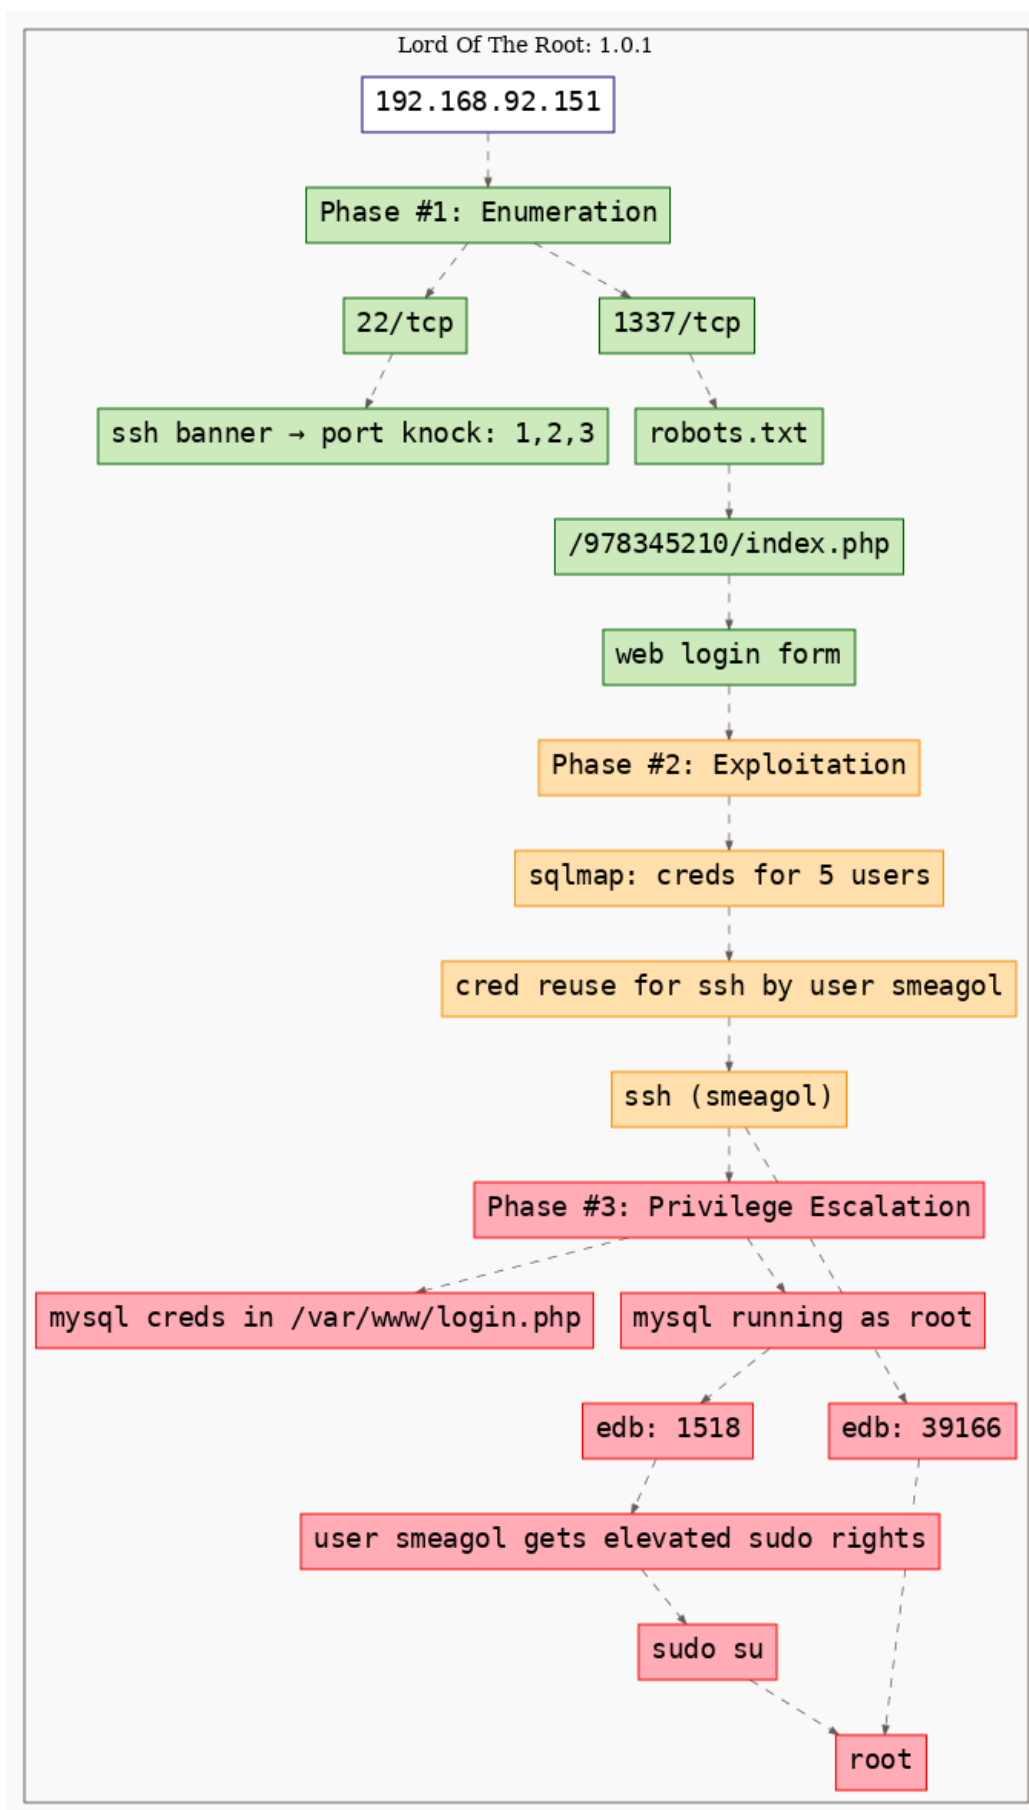 Lord Of The Root: 1.0.1
192.168.92.151
Phase #1: Enumeration
22/tcp
1337/tcp
ssh banner → port knock: 1,2,3
robots.txt
/978345210/index.php
web login form
Phase #2: Exploitation
sqlmap: creds for 5 users
cred reuse for ssh by user smeagol
ssh (smeagol)
Phase #3: Privilege Escalation
mysql creds in /var/www/login.php
mysql running as root
edb: 1518
edb: 39166
user smeagol gets elevated sudo rights
sudo su
root